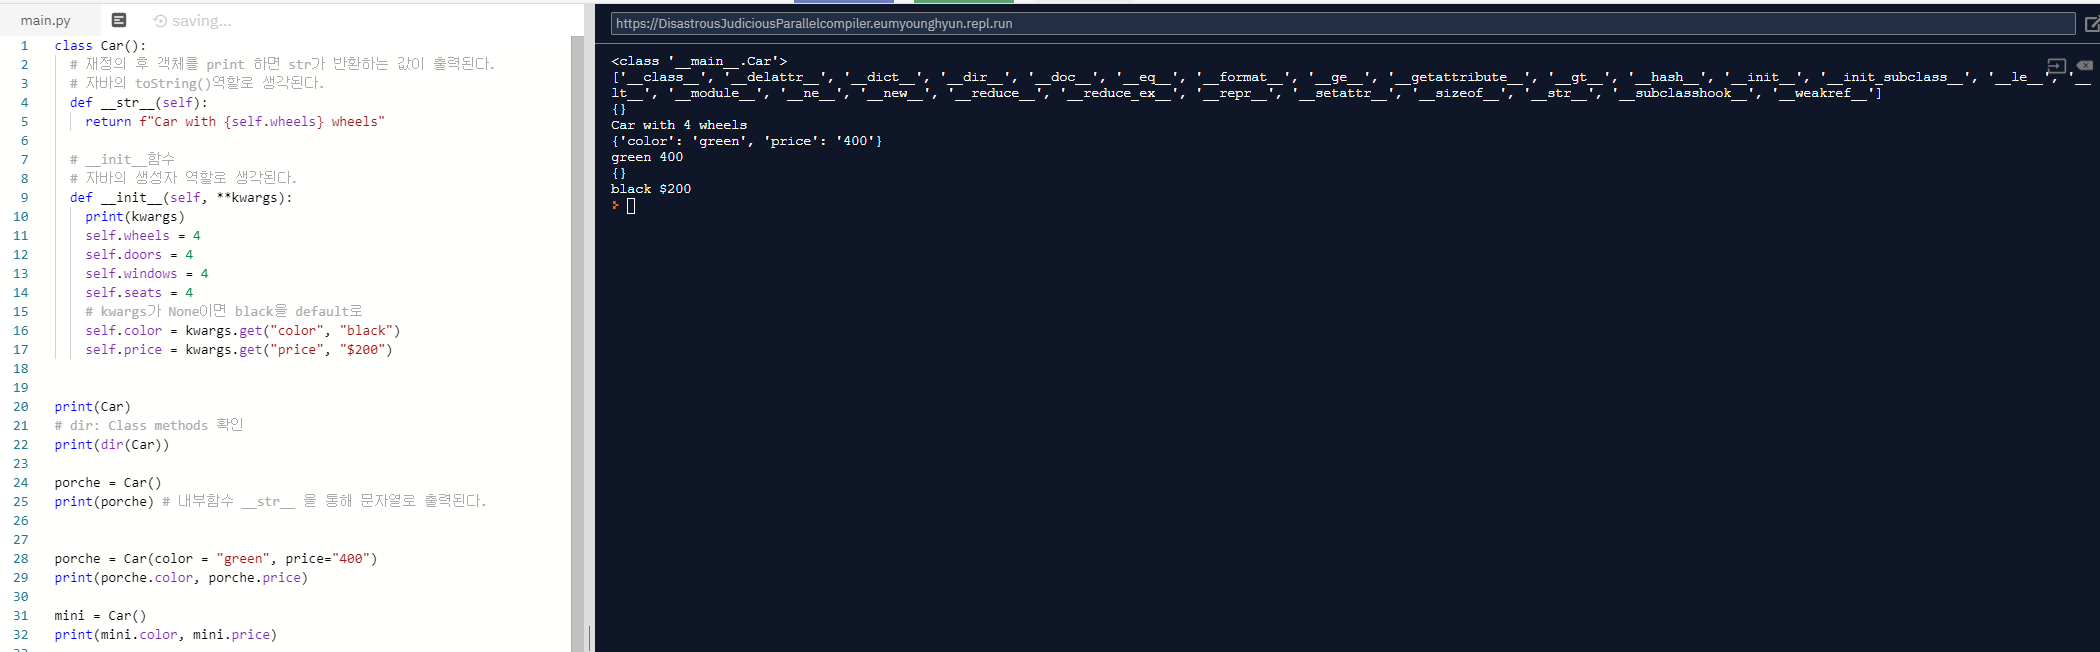 main.py
saving...
1 class Car():
2 # 재정의 후 객체를 print 하면 str가 반환하는 값이 출력된다.
3 # 자바의 toString()역할로 생각된다.
4 def __str__(self):
5 return f"Car with {self.wheels} wheels"
6
7 # __init__함수
8 # 자바의 생성자 역할로 생각된다.
9 def __init__(self, **kwargs):
10 print(kwargs)
11 self.wheels = 4
12 self.doors = 4
13 self.windows = 4
14 self.seats = 4
15 # kwargs가 None이면 black을 default로
16 self.color = kwargs.get("color", "black")
17 self.price = kwargs.get("price", "$200")
18
19
20 print(Car)
21 # dir: Class methods 확인
22 print(dir(Car))
23
24 porche = Car()
25 print(porche) # 내부함수 __str__ 을 통해 문자열로 출력된다.
26
27
28 porche = Car(color = "green", price="400")
29 print(porche.color, porche.price)
30
31 mini = Car()
32 print(mini.color, mini.price)
https://DisastrousJudiciousParallelcompiler.eumyounghyun.repl.run
<class '__main__.Car'>
['__class__', '__delattr__', '__dict__', '__dir__', '__doc__', '__eq__', '__format__', '__ge__', '__getattribute__', '__gt__', '__hash__', '__init__', '__init_subclass__', '__le__', '__
lt__', '__module__', '__ne__', '__new__', '__reduce__', '__reduce_ex__', '__repr__', '__setattr__', '__sizeof__', '__str__', '__subclasshook__', '__weakref__']
{}
Car with 4 wheels
{'color': 'green', 'price': '400'}
green 400
{}
black $200